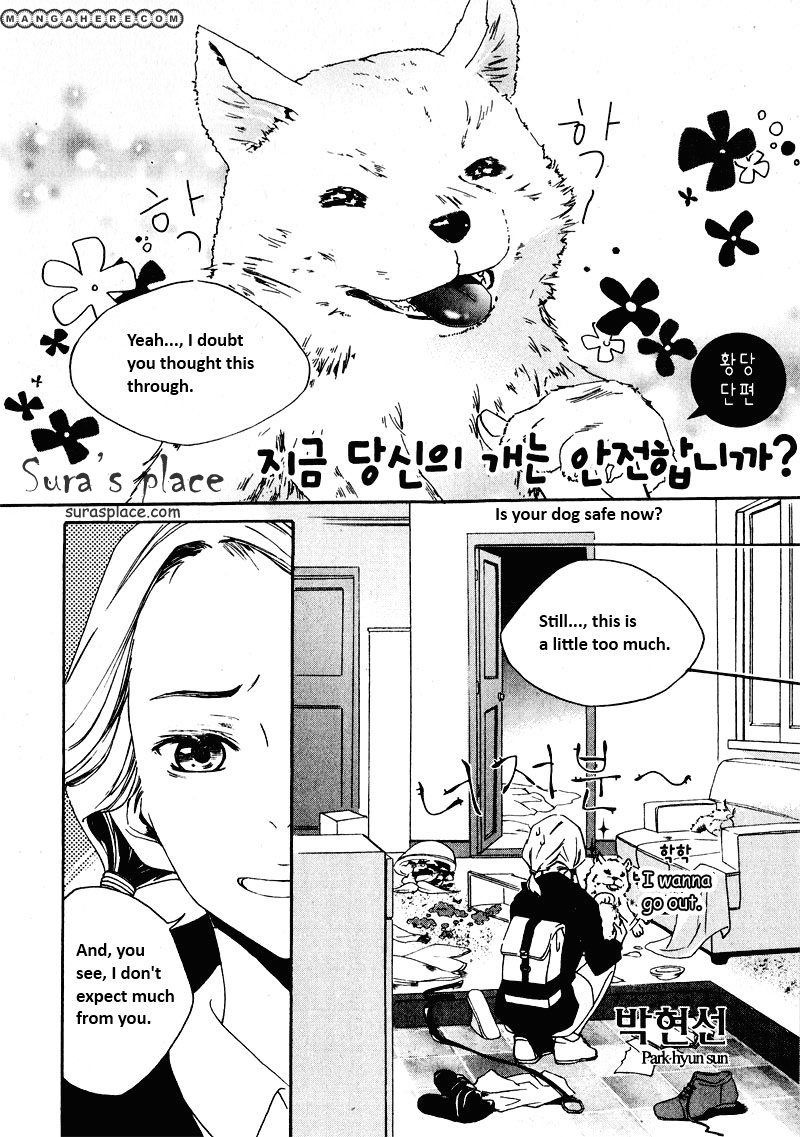 MANGAHERE.COM
학
학
Yeah..., I doubt
you thought this
through.
황당
단편
Sura's place
지금 당신의 개는 안전합니까?
surasplace.com
Is your dog safe now?
Still..., this is
a little too much.
너저분~
학학
I wanna
go out.
And, you
see, I don't
expect much
from you.
박현선
Park-hyun sun